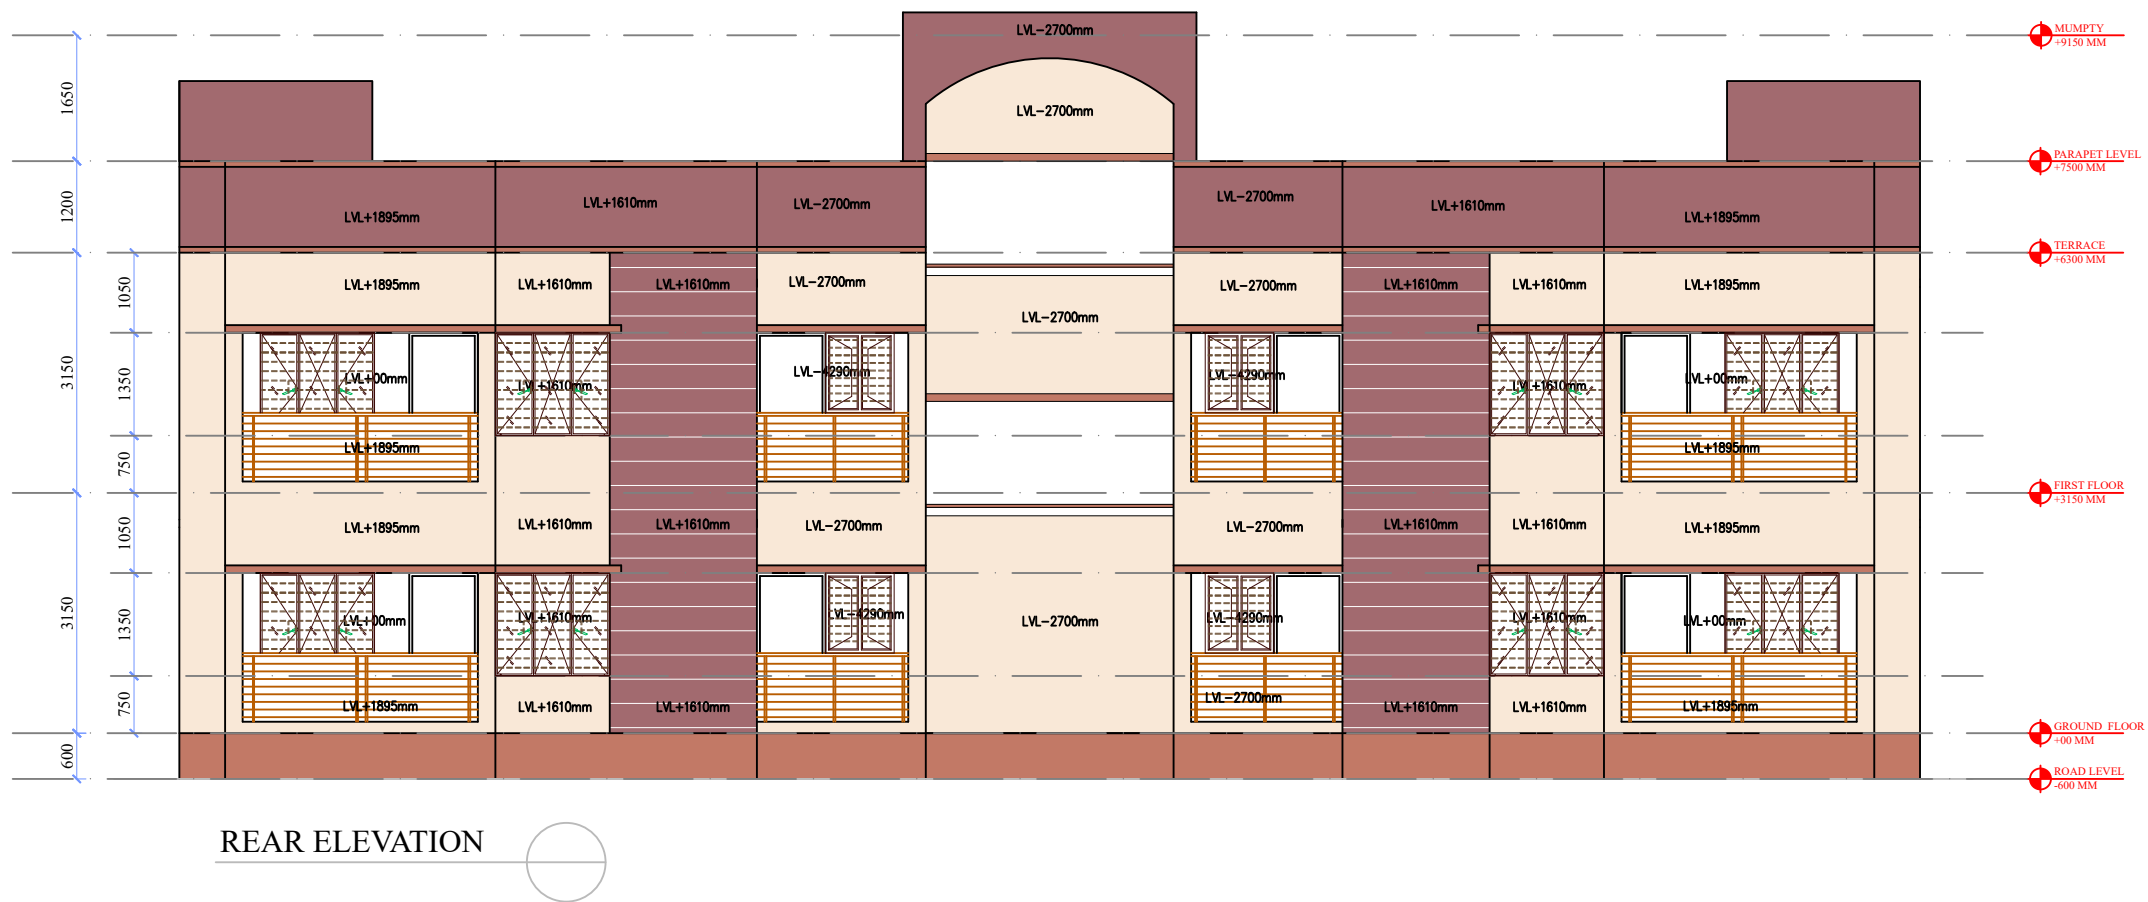 LVL-2700mm
MUMPTY
+9150 MM
1650
LVL-2700mm
PARAPET LEVEL
+7500 MM
1200
LVL+1895mm
LVL+1610mm
LVL-2700mm
LVL-2700mm
LVL+1610mm
LVL+1895mm
TERRACE
+6300 MM
1050
LVL+1895mm
LVL+1610mm
LVL+1610mm
LVL-2700mm
LVL-2700mm
LVL-2700mm
LVL+1610mm
LVL+1610mm
LVL+1895mm
3150
1350
LVL+00mm
LVL+1610mm
LVL-4290mm
LVL-4290mm
LVL+1610mm
LVL+00mm
750
LVL+1895mm
LVL+1895mm
FIRST FLOOR
+3150 MM
1050
LVL+1895mm
LVL+1610mm
LVL+1610mm
LVL-2700mm
LVL-2700mm
LVL+1610mm
LVL+1610mm
LVL+1895mm
3150
1350
LVL+00mm
LVL+1610mm
LVL-4290mm
LVL-2700mm
LVL-4290mm
LVL+1610mm
LVL+00mm
750
LVL+1895mm
LVL+1610mm
LVL+1610mm
LVL-2700mm
LVL+1610mm
LVL+1610mm
LVL+1895mm
GROUND FLOOR
+00 MM
600
ROAD LEVEL
-600 MM
REAR ELEVATION